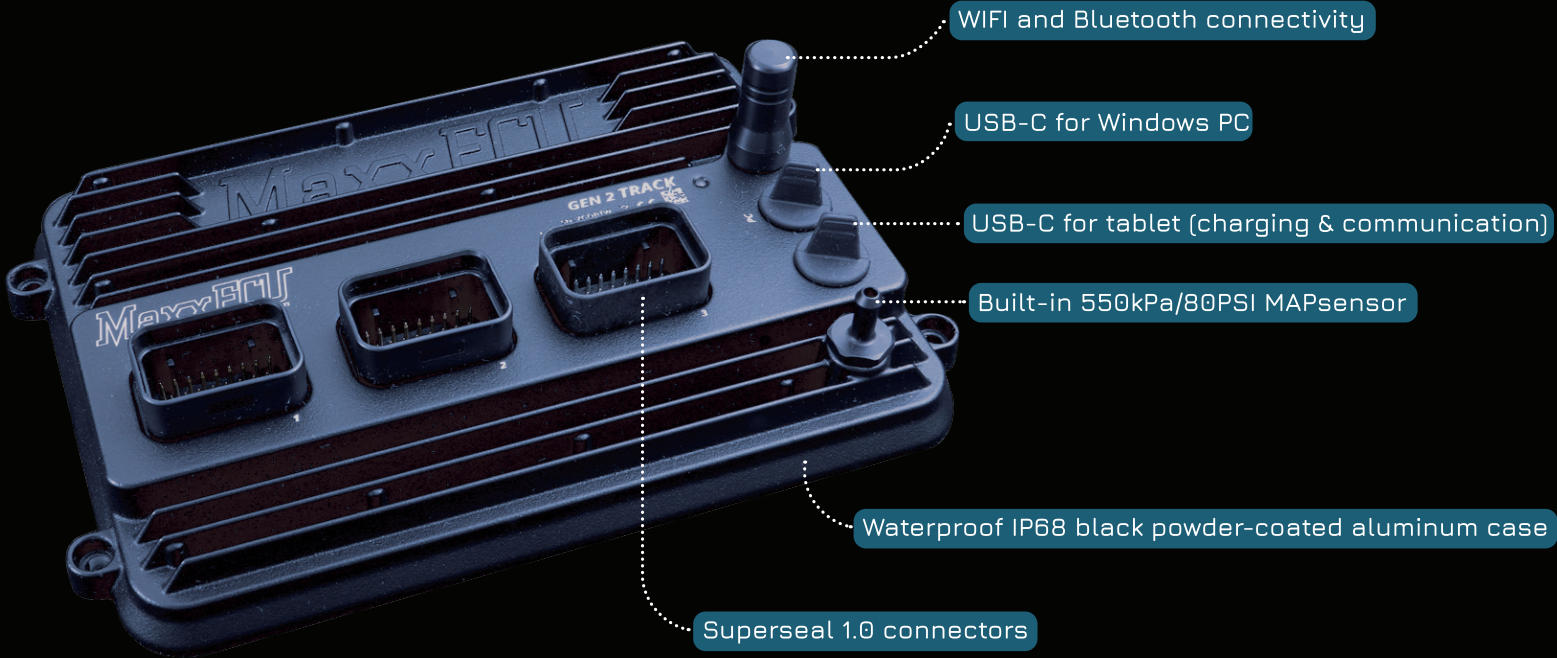 WIFI and Bluetooth connectivity
USB-C for Windows PC
USB-C for tablet (charging & communication)
Built-in 550kPa/80PSI MAPsensor
Waterproof IP68 black powder-coated aluminum case
Superseal 1.0 connectors
MaxxECU
GEN 2 TRACK
MaxxECU
1
2
3